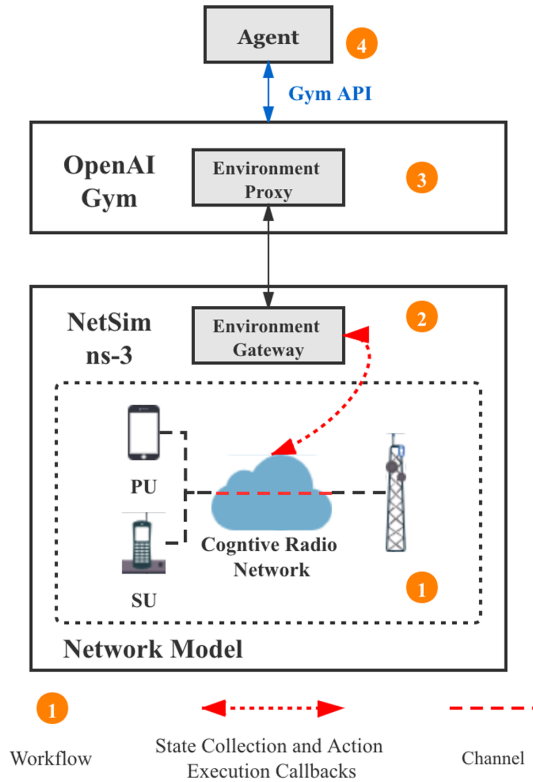 Agent
4
Gym API
OpenAI
Gym
Environment
Proxy
3
NetSim
ns-3
Environment
Gateway
2
PU
SU
Cogntive Radio
Network
1
Network Model
1
Workflow
State Collection and Action
Execution Callbacks
Channel